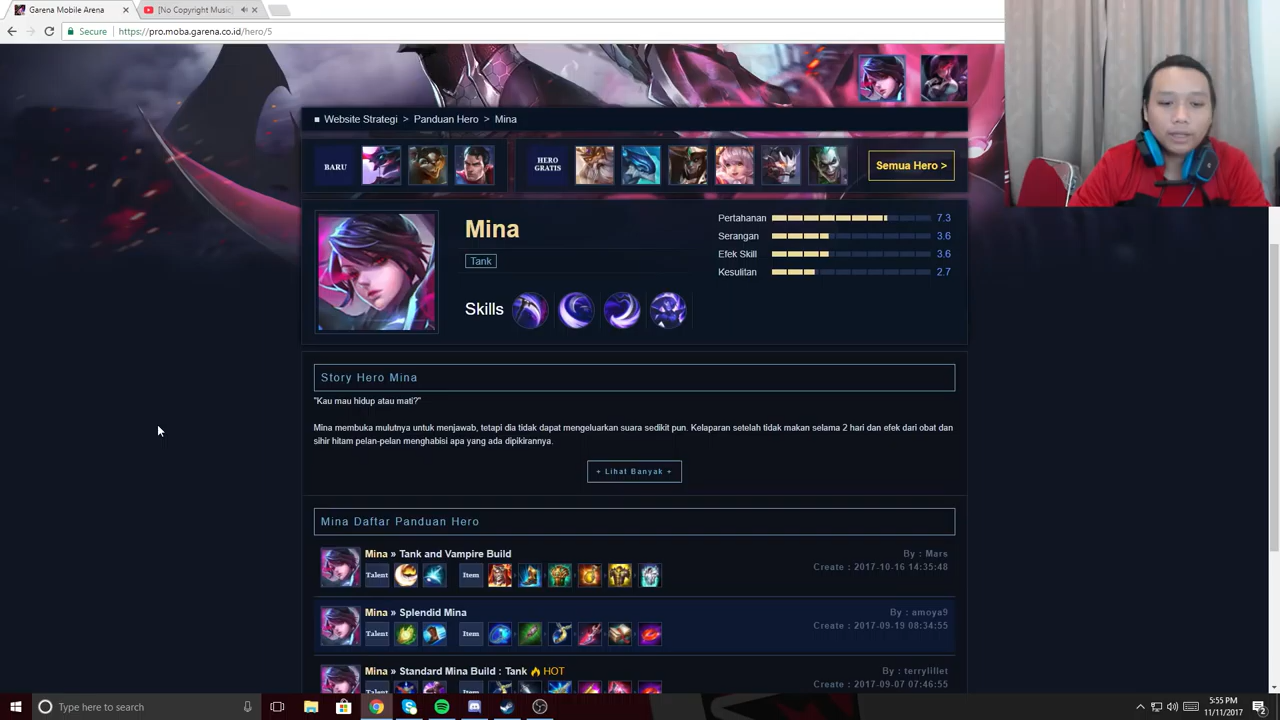 Garena Mobile Arena
[No Copyright Music]
Secure
https://pro.moba.garena.co.id/hero/5
Website Strategi > Panduan Hero > Mina
BARU
HERO
GRATIS
Semua Hero >
Mina
Tank
Skills
Pertahanan 7.3
Serangan 3.6
Efek Skill 3.6
Kesulitan 2.7
Story Hero Mina
"Kau mau hidup atau mati?"
Mina membuka mulutnya untuk menjawab, tetapi dia tidak dapat mengeluarkan suara sedikit pun. Kelaparan setelah tidak makan selama 2 hari dan efek dari obat dan
sihir hitam pelan-pelan menghabisi apa yang ada dipikirannya.
+ Lihat Banyak +
Mina Daftar Panduan Hero
Mina » Tank and Vampire Build
By : Mars
Talent
Item
Create : 2017-10-16 14:35:48
Mina » Splendid Mina
By : amoya9
Talent
Item
Create : 2017-09-19 08:34:55
Mina » Standard Mina Build : Tank HOT
By : terrylillet
Talent
Item
Create : 2017-09-07 07:46:55
Type here to search
5:55 PM
11/11/2017
2